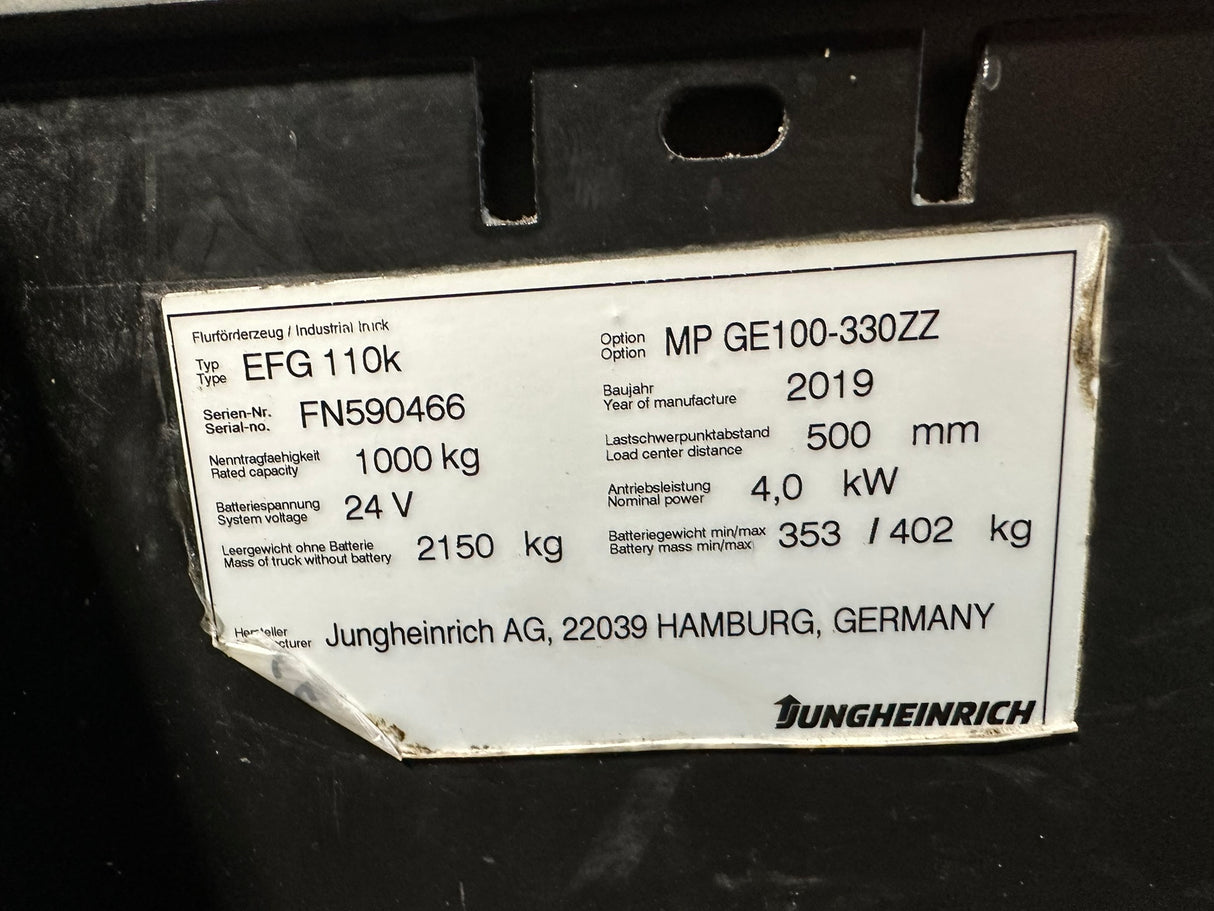 Flurförderzeug / Industrial truck
Typ
Type
EFG 110k
Option
Option
MP GE100-330ZZ
Serien-Nr.
Serial-no.
FN590466
Baujahr
Year of manufacture
2019
Nenntragfaehigkeit
Rated capacity
1000 kg
Lastschwerpunktabstand
Load center distance
500 mm
Batteriespannung
System voltage
24 V
Antriebsleistung
Nominal power
4,0 kW
Leergewicht ohne Batterie
Mass of truck without battery
2150 kg
Batteriegewicht min/max
Battery mass min/max
353 / 402 kg
Jungheinrich AG, 22039 HAMBURG, GERMANY
JUNGHEINRICH